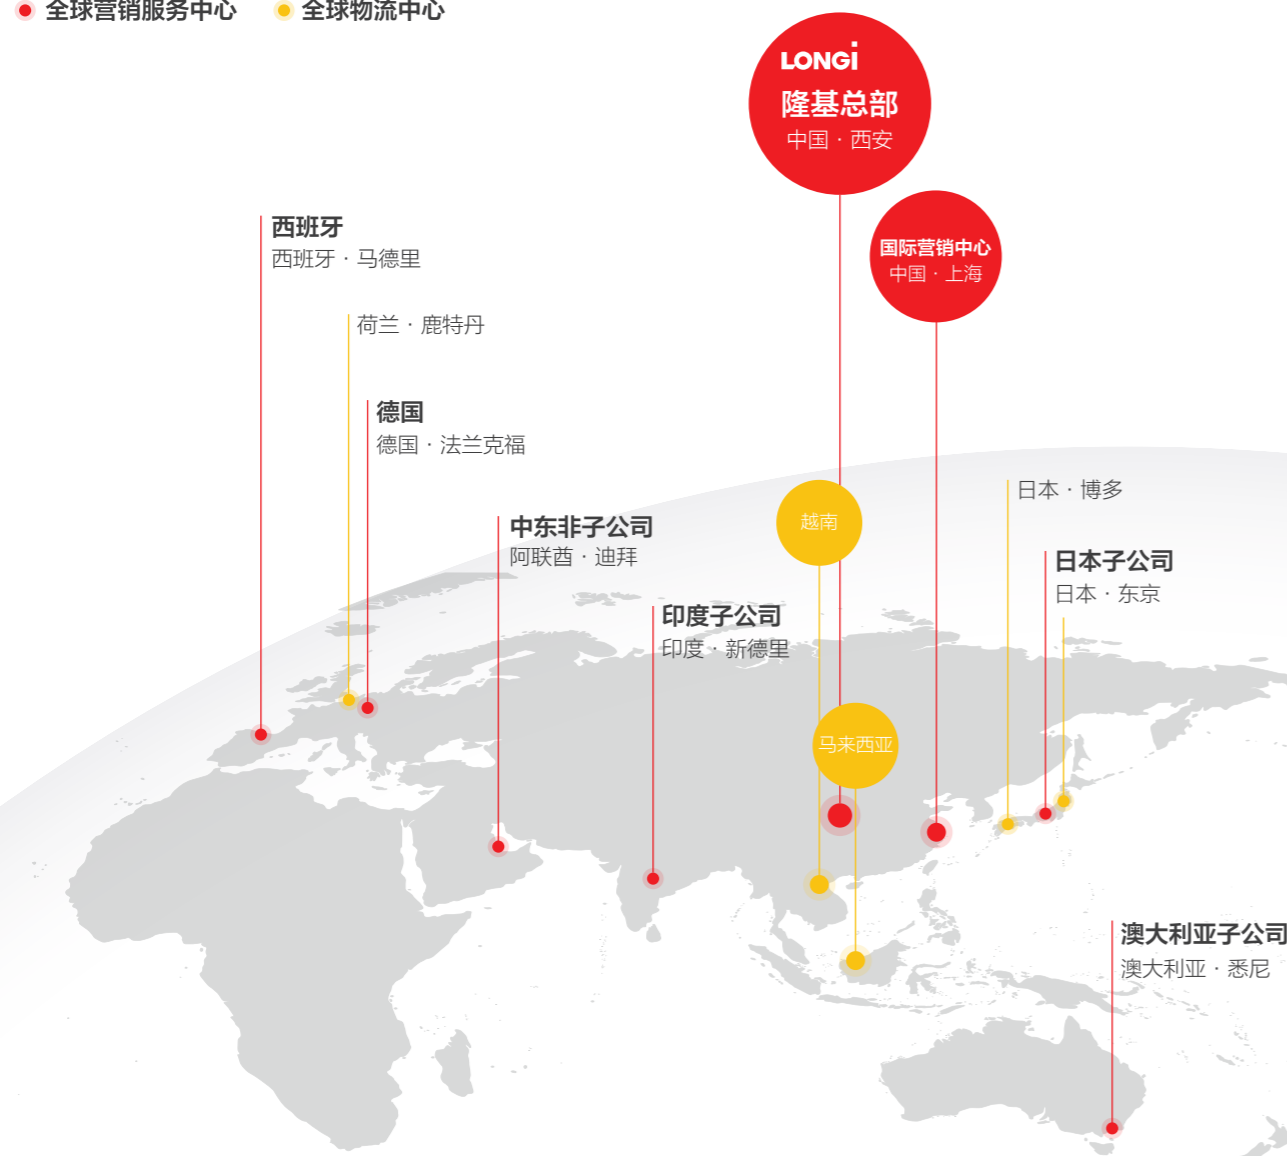 全球营销服务中心
全球物流中心
LONGi
隆基总部
中国 · 西安
国际营销中心
中国 · 上海
西班牙
西班牙 · 马德里
荷兰 · 鹿特丹
德国
德国 · 法兰克福
中东非子公司
阿联酋 · 迪拜
越南
日本 · 博多
日本子公司
日本 · 东京
印度子公司
印度 · 新德里
马来西亚
澳大利亚子公司
澳大利亚 · 悉尼